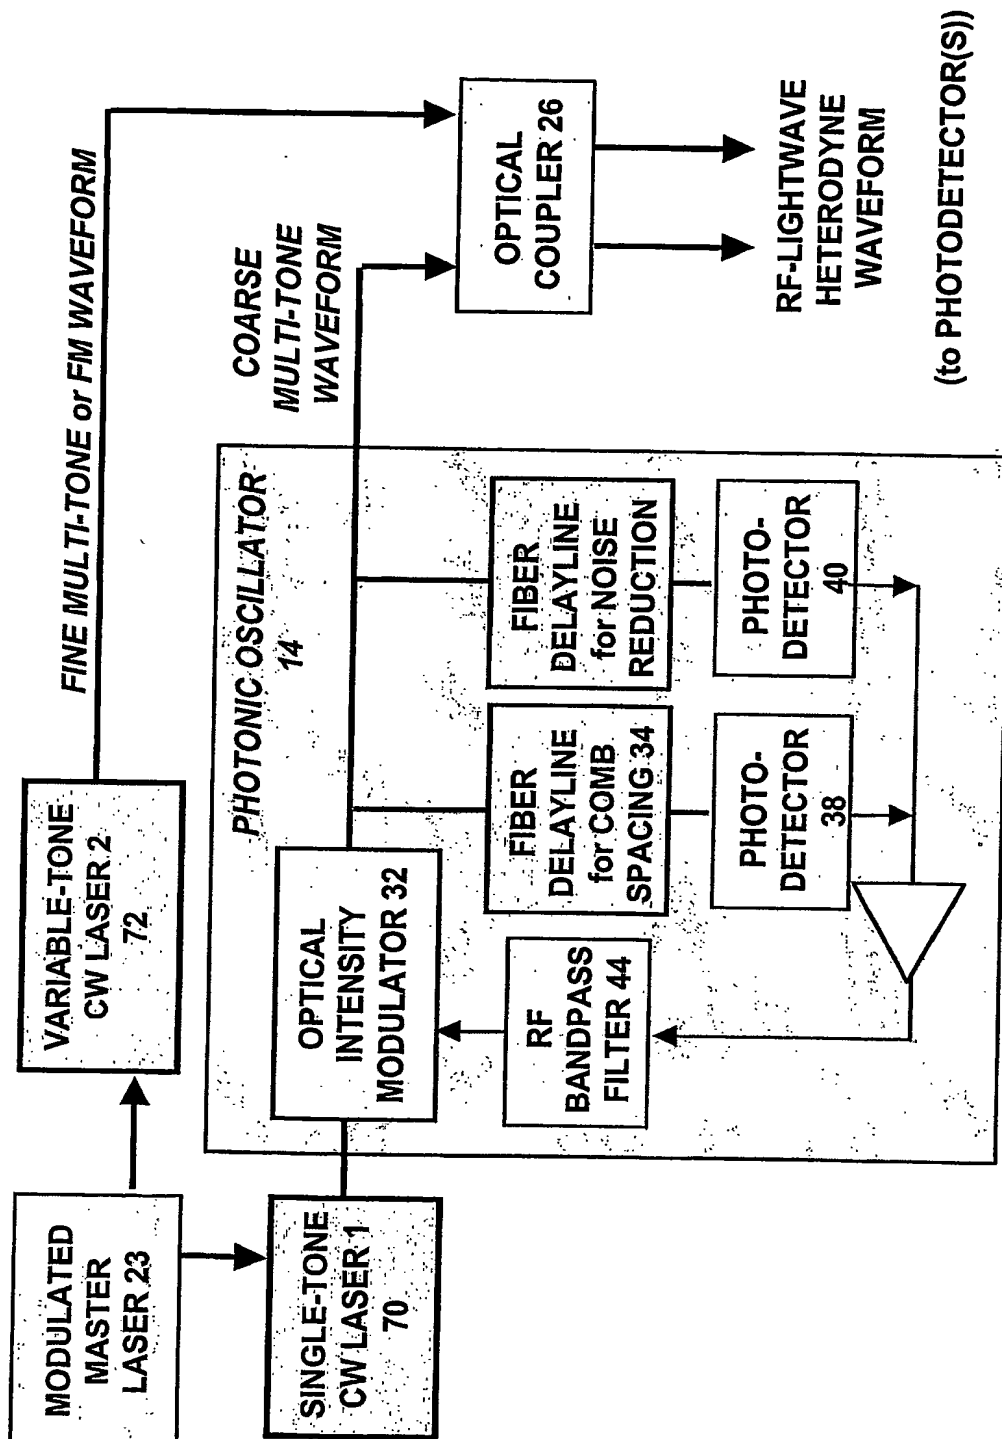 MODULATED
MASTER
LASER 23
VARIABLE-TONE
CW LASER 2
72
FINE MULTI-TONE or FM WAVEFORM
SINGLE-TONE
CW LASER 1
70
PHOTONIC OSCILLATOR
14
OPTICAL
INTENSITY
MODULATOR 32
COARSE
MULTI-TONE
WAVEFORM
RF
BANDPASS
FILTER 44
FIBER
DELAYLINE
for COMB
SPACING 34
FIBER
DELAYLINE
for NOISE
REDUCTION
PHOTO-
DETECTOR
38
PHOTO-
DETECTOR
40
OPTICAL
COUPLER 26
RF-LIGHTWAVE
HETERODYNE
WAVEFORM
(to PHOTODETECTOR(S))